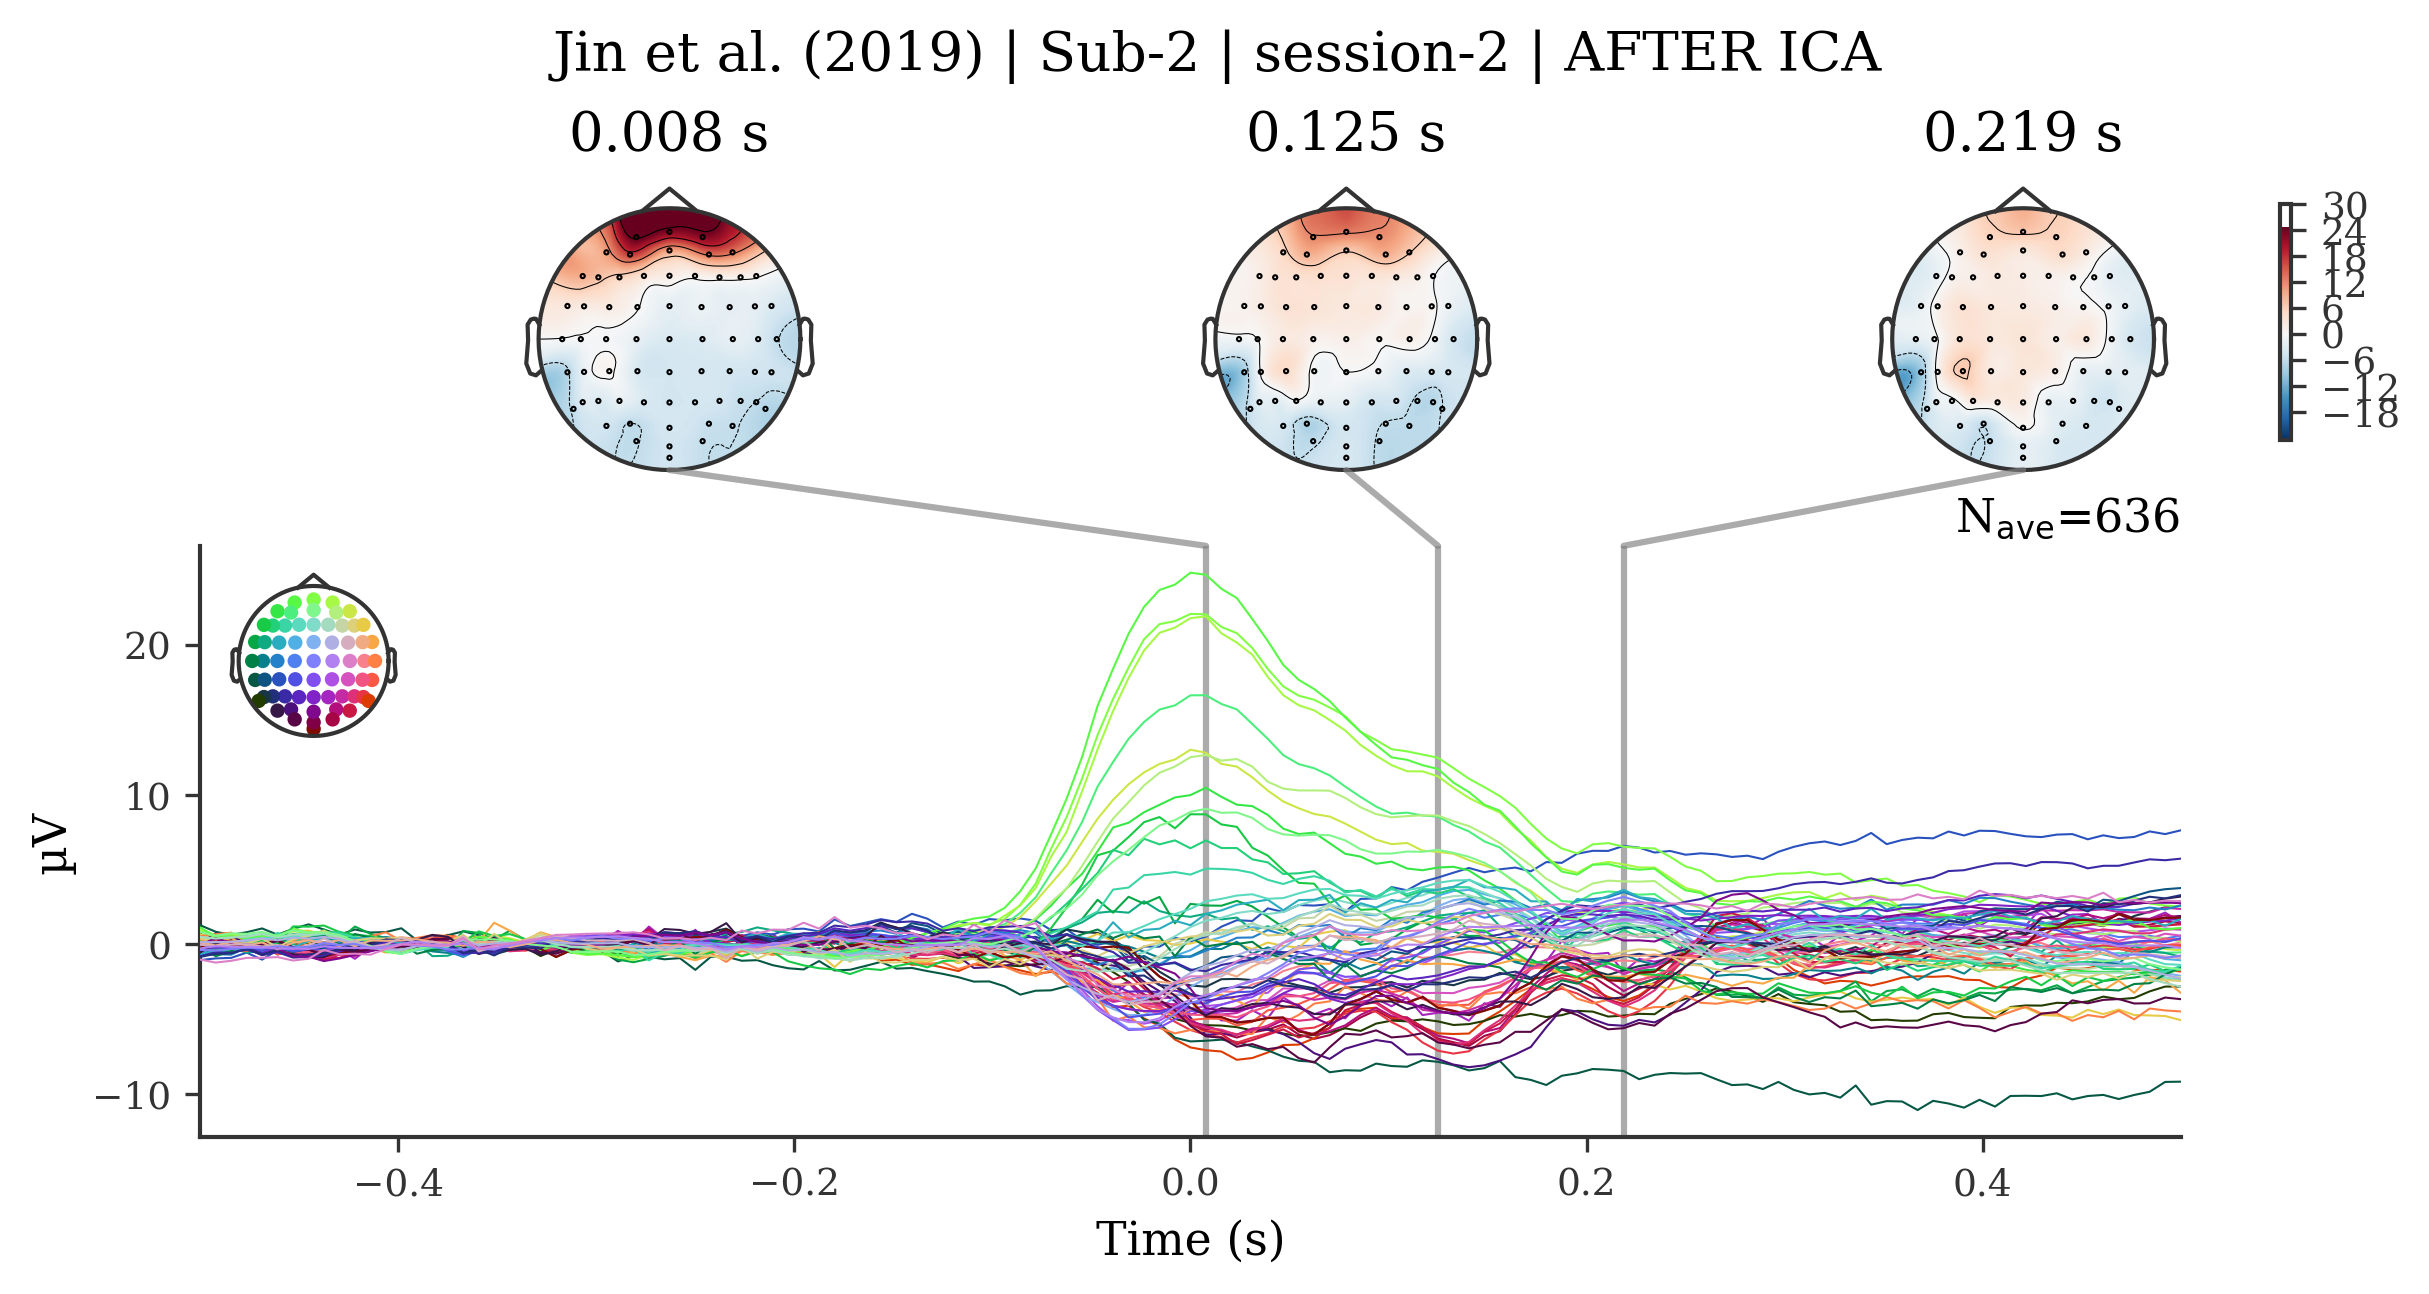 Jin et al. (2019) | Sub-2 | session-2 | AFTER ICA
0.008 s
0.125 s
0.219 s
30
24
18
12
6
0
−6
−12
−18
Nave=636
20
10
0
−10
µV
−0.4
−0.2
0.0
0.2
0.4
Time (s)